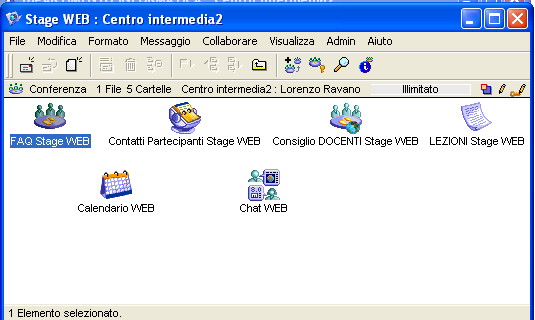 Stage WEB : Centro intermedia2
File Modifica Formato Messaggio Collaborare Visualizza Admin Aiuto
Conferenza 1 File 5 Cartelle Centro intermedia2 : Lorenzo Ravano Illimitato
FAQ Stage WEB Contatti Partecipanti Stage WEB Consiglio DOCENTI Stage WEB LEZIONI Stage WEB
Calendario WEB Chat WEB
1 Elemento selezionato.